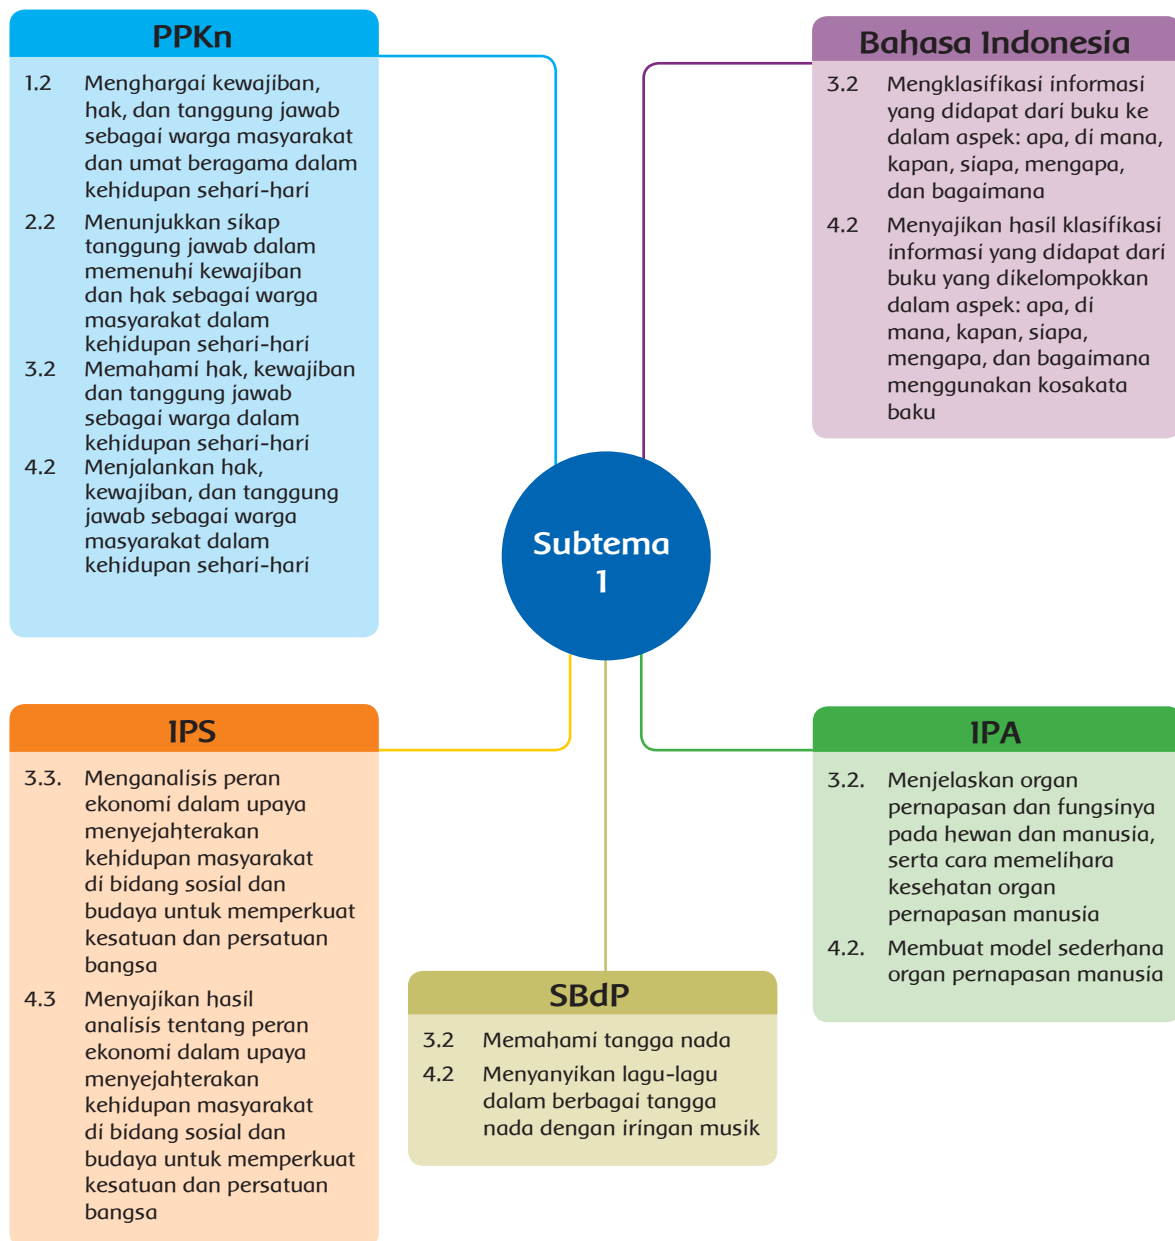 PPKn
1.2 Menghargai kewajiban,
hak, dan tanggung jawab
sebagai warga masyarakat
dan umat beragama dalam
kehidupan sehari-hari
2.2 Menunjukkan sikap
tanggung jawab dalam
memenuhi kewajiban
dan hak sebagai warga
masyarakat dalam
kehidupan sehari-hari
3.2 Memahami hak, kewajiban
dan tanggung jawab
sebagai warga dalam
kehidupan sehari-hari
4.2 Menjalankan hak,
kewajiban, dan tanggung
jawab sebagai warga
masyarakat dalam
kehidupan sehari-hari
Bahasa Indonesia
3.2 Mengklasifikasi informasi
yang didapat dari buku ke
dalam aspek: apa, di mana,
kapan, siapa, mengapa,
dan bagaimana
4.2 Menyajikan hasil klasifikasi
informasi yang didapat dari
buku yang dikelompokkan
dalam aspek: apa, di
mana, kapan, siapa,
mengapa, dan bagaimana
menggunakan kosakata
baku
Subtema
1
IPS
3.3. Menganalisis peran
ekonomi dalam upaya
menyejahterakan
kehidupan masyarakat
di bidang sosial dan
budaya untuk memperkuat
kesatuan dan persatuan
bangsa
4.3 Menyajikan hasil
analisis tentang peran
ekonomi dalam upaya
menyejahterakan
kehidupan masyarakat
di bidang sosial dan
budaya untuk memperkuat
kesatuan dan persatuan
bangsa
SBdP
3.2 Memahami tangga nada
4.2 Menyanyikan lagu-lagu
dalam berbagai tangga
nada dengan iringan musik
IPA
3.2. Menjelaskan organ
pernapasan dan fungsinya
pada hewan dan manusia,
serta cara memelihara
kesehatan organ
pernapasan manusia
4.2. Membuat model sederhana
organ pernapasan manusia